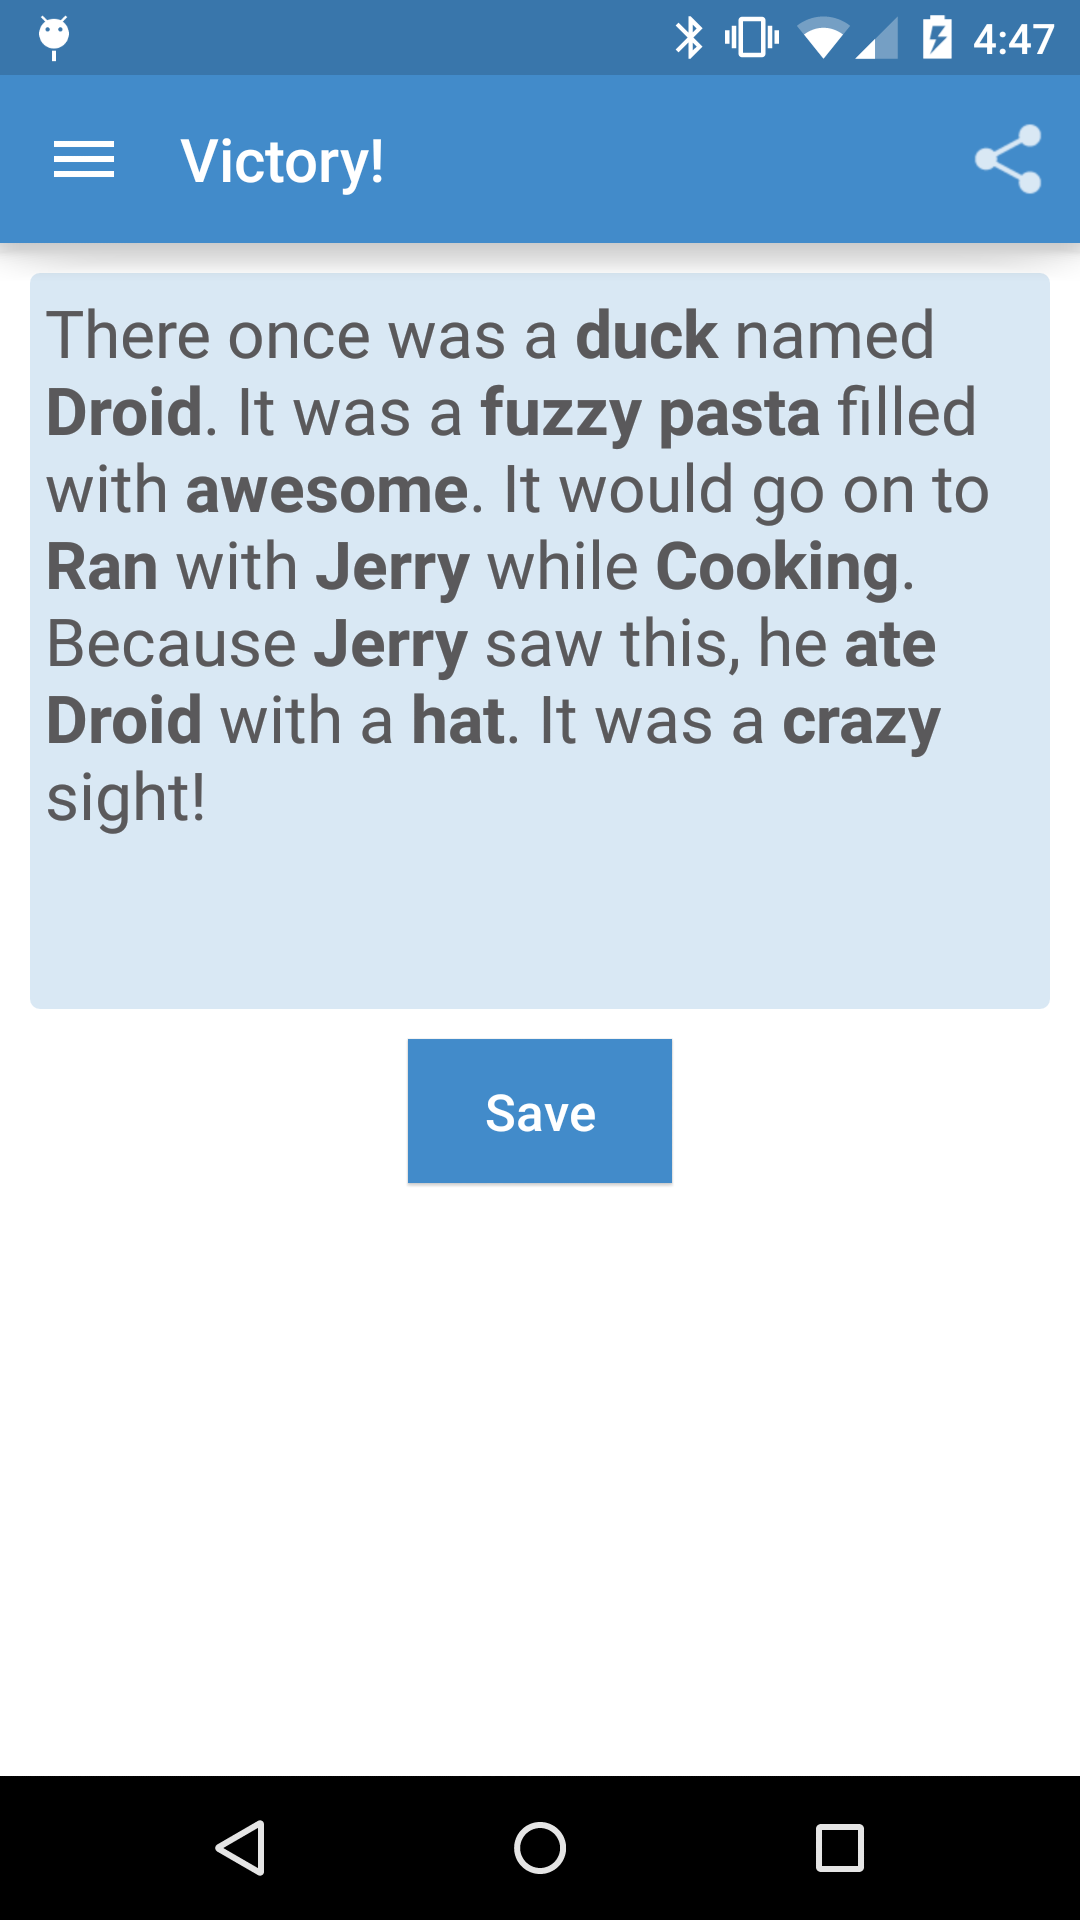 4:47
Victory!
There once was a duck named
Droid. It was a fuzzy pasta filled
with awesome. It would go on to
Ran with Jerry while Cooking.
Because Jerry saw this, he ate
Droid with a hat. It was a crazy
sight!
Save